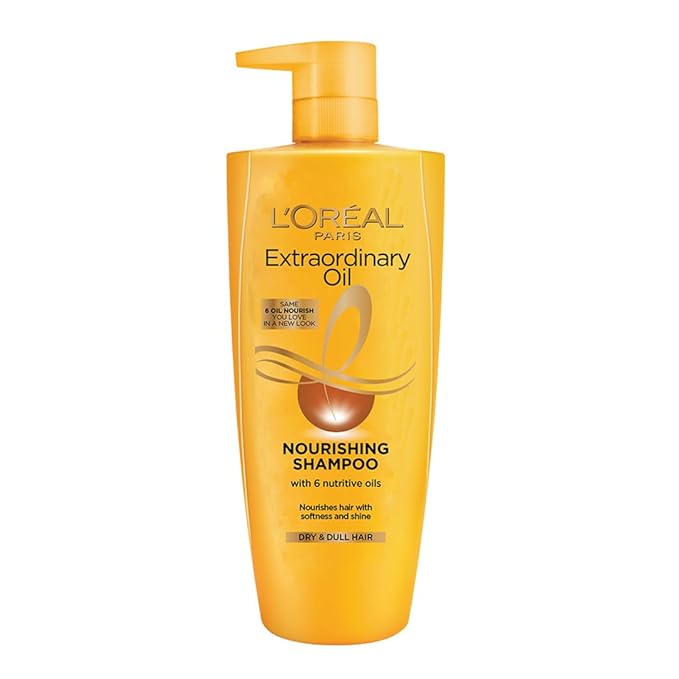 L'ORÉAL
PARIS
Extraordinary
Oil
SAME
6 OIL NOURISH
YOU LOVE
IN A NEW LOOK
NOURISHING
SHAMPOO
with 6 nutritive oils
Nourishes hair with
softness and shine
DRY & DULL HAIR